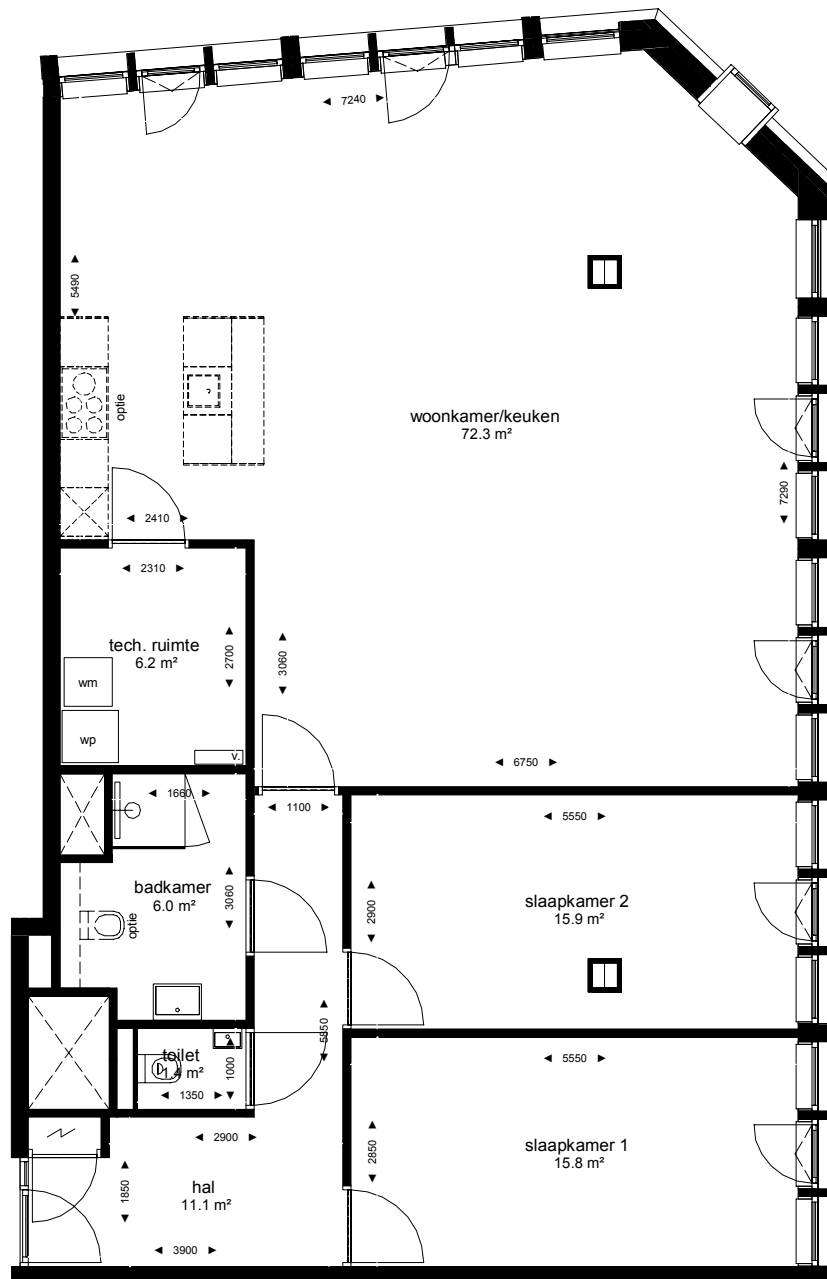 7240
5490
optie
woonkamer/keuken
72.3 m²
7290
2410
2310
tech. ruimte
6.2 m²
2700
3060
wm
wp
v.
6750
1660
1100
5550
badkamer
6.0 m²
3060
optie
2900
slaapkamer 2
15.9 m²
5850
toilet
1.4 m²
1000
1350
5550
2900
2850
slaapkamer 1
15.8 m²
1850
hal
11.1 m²
3900